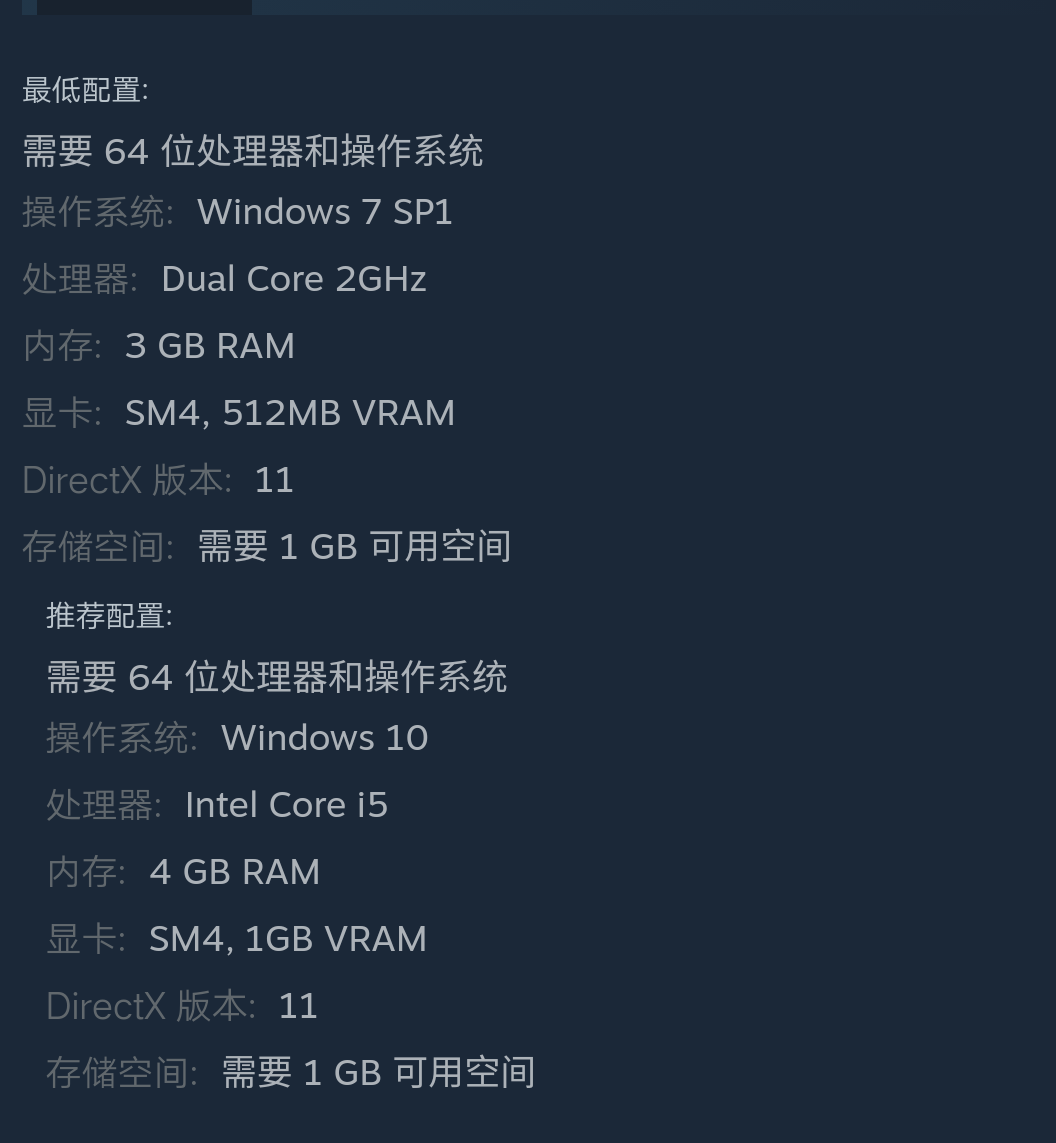 最低配置:
需要 64 位处理器和操作系统
操作系统: Windows 7 SP1
处理器: Dual Core 2GHz
内存: 3 GB RAM
显卡: SM4, 512MB VRAM
DirectX 版本: 11
存储空间: 需要 1 GB 可用空间
推荐配置:
需要 64 位处理器和操作系统
操作系统: Windows 10
处理器: Intel Core i5
内存: 4 GB RAM
显卡: SM4, 1GB VRAM
DirectX 版本: 11
存储空间: 需要 1 GB 可用空间